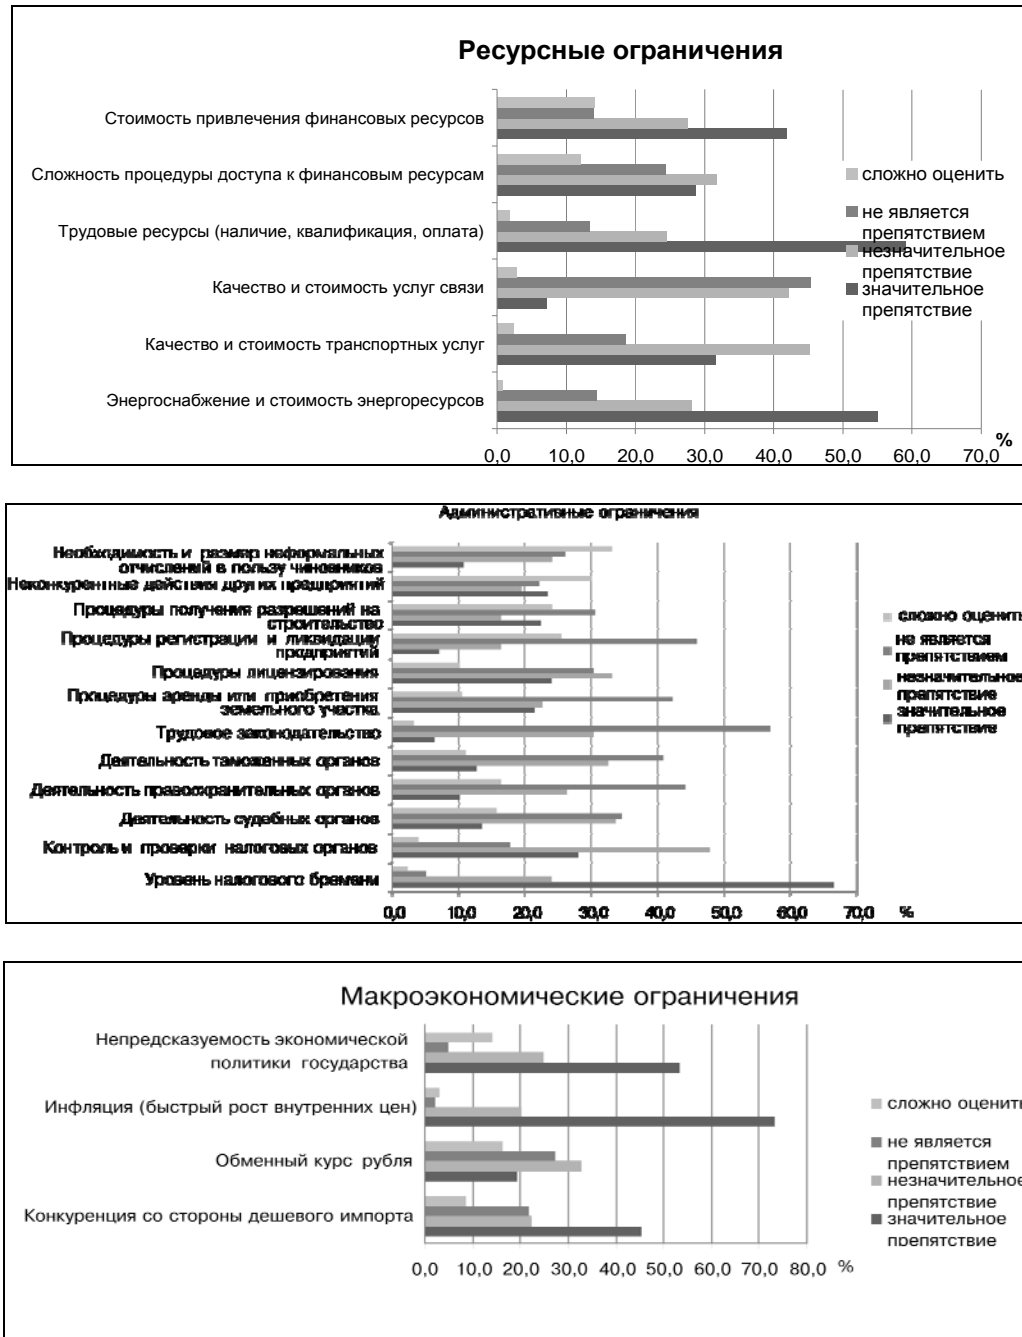 Ресурсные ограничения
Стоимость привлечения финансовых ресурсов
Сложность процедуры доступа к финансовым ресурсам
Трудовые ресурсы (наличие, квалификация, оплата)
Качество и стоимость услуг связи
Качество и стоимость транспортных услуг
Энергоснабжение и стоимость энергоресурсов
сложно оценить
не является
препятствием
незначительное
препятствие
значительное
препятствие
%
0,0 10,0 20,0 30,0 40,0 50,0 60,0 70,0
Административные ограничения
Необходимость и размер неформальных
отчислений в пользу чиновников
Неконкурентные действия других предприятий
Процедуры получения разрешений на
строительство
Процедуры регистрации и ликвидации
предприятий
Процедуры лицензирования
Процедуры аренды или приобретения
земельного участка
Трудовое законодательство
Деятельность таможенных органов
Деятельность правоохранительных органов
Деятельность судебных органов
Контроль и проверки налоговых органов
Уровень налогового бремени
сложно оценить
не является
препятствием
незначительное
препятствие
значительное
препятствие
0,0 10,0 20,0 30,0 40,0 50,0 60,0 70,0 %
Макроэкономические ограничения
Непредсказуемость экономической
политики государства
Инфляция (быстрый рост внутренних цен)
Обменный курс рубля
Конкуренция со стороны дешевого импорта
сложно оценить
не является
препятствием
незначительное
препятствие
значительное
препятствие
0,0 10,0 20,0 30,0 40,0 50,0 60,0 70,0 80,0 %